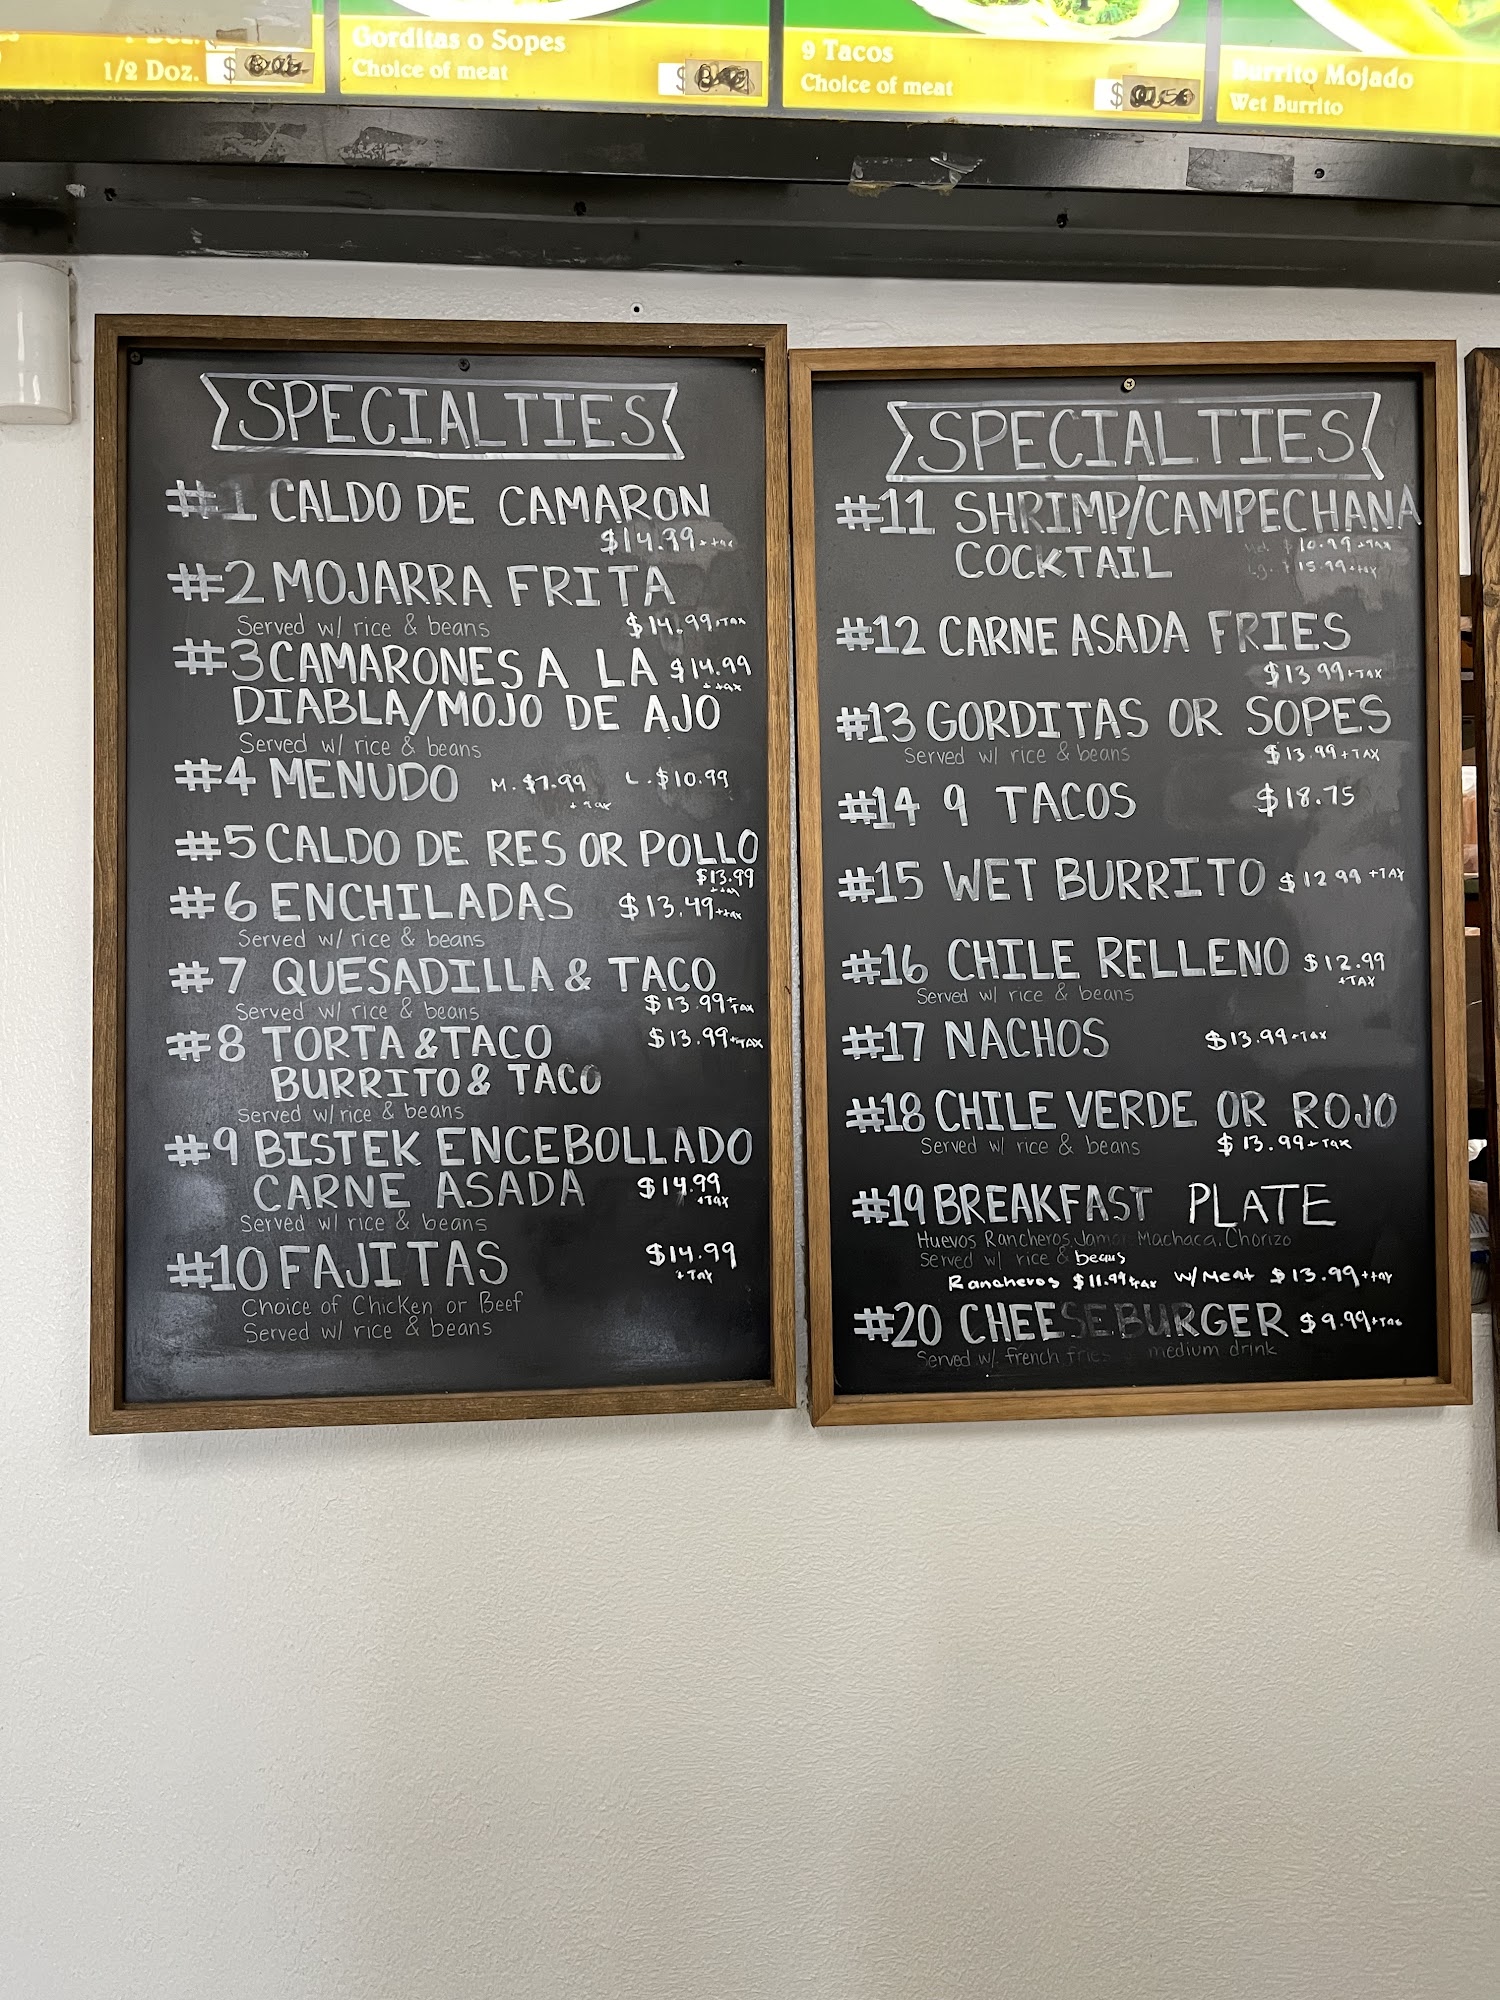 1/2 Doz. $
Gorditas o Sopes
Choice of meat $
9 Tacos
Choice of meat $
Burrito Mojado
Wet Burrito
SPECIALTIES
#1 CALDO DE CAMARON
$14.99 + tax
#2 MOJARRA FRITA
Served w/ rice & beans $14.99 + TAX
#3 CAMARONES A LA $14.99
+ tax
DIABLA/MOJO DE AJO
Served w/ rice & beans
#4 MENUDO M. $7.99 L. $10.99
+ tax
#5 CALDO DE RES OR POLLO
$13.99
+ tax
#6 ENCHILADAS $13.49 + tax
Served w/ rice & beans
#7 QUESADILLA & TACO
Served w/ rice & beans $13.99 + TAX
#8 TORTA & TACO $13.99 + TAX
BURRITO & TACO
Served w/ rice & beans
#9 BISTEK ENCEBOLLADO
CARNE ASADA $14.99
+ TAX
Served w/ rice & beans
#10 FAJITAS $14.99
+ TAX
Choice of Chicken or Beef
Served w/ rice & beans
SPECIALTIES
#11 SHRIMP/CAMPECHANA
COCKTAIL $10.99 + TAX
Lg. $15.99 + tax
#12 CARNE ASADA FRIES
$13.99 + TAX
#13 GORDITAS OR SOPES
Served w/ rice & beans $13.99 + TAX
#14 9 TACOS $18.75
#15 WET BURRITO $12.99 + TAX
#16 CHILE RELLENO $12.99
+ TAX
Served w/ rice & beans
#17 NACHOS $13.99 + TAX
#18 CHILE VERDE OR ROJO
Served w/ rice & beans $13.99 + TAX
#19 BREAKFAST PLATE
Huevos Rancheros, Machaca, Chorizo
Served w/ rice & beans
Rancheros $11.99 + tax w/ Meat $13.99 + tax
#20 CHEESEBURGER $9.99 + tax
Served w/ french fries medium drink